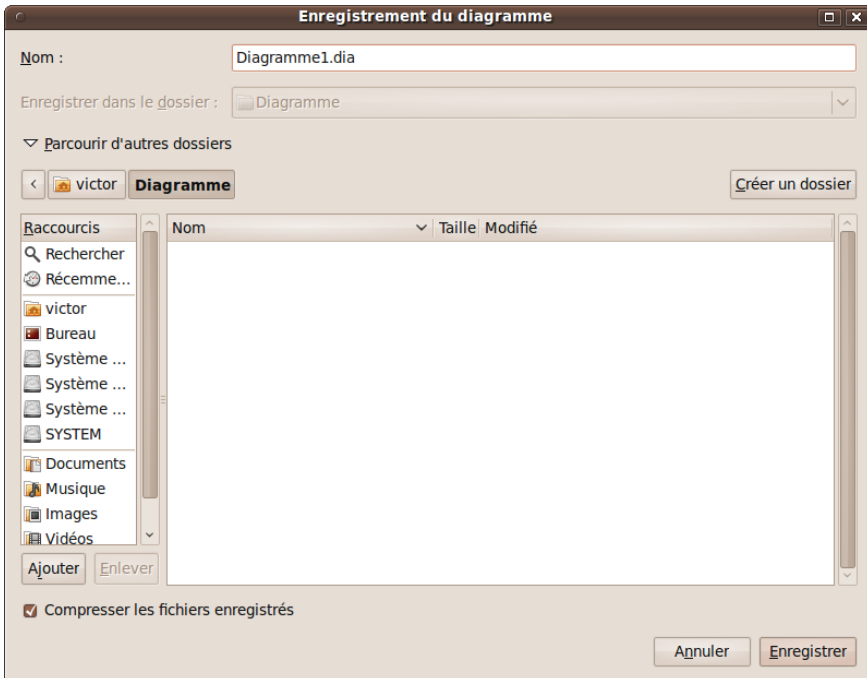 Enregistrement du diagramme
Nom :
Diagramme1.dia
Enregistrer dans le dossier :
Diagramme
Parcourir d'autres dossiers
victor
Diagramme
Créer un dossier
Raccourcis
Nom
Taille
Modifié
Rechercher
Récemme...
victor
Bureau
Système ...
Système ...
Système ...
SYSTEM
Documents
Musique
Images
Vidéos
Ajouter
Enlever
Compresser les fichiers enregistrés
Annuler
Enregistrer